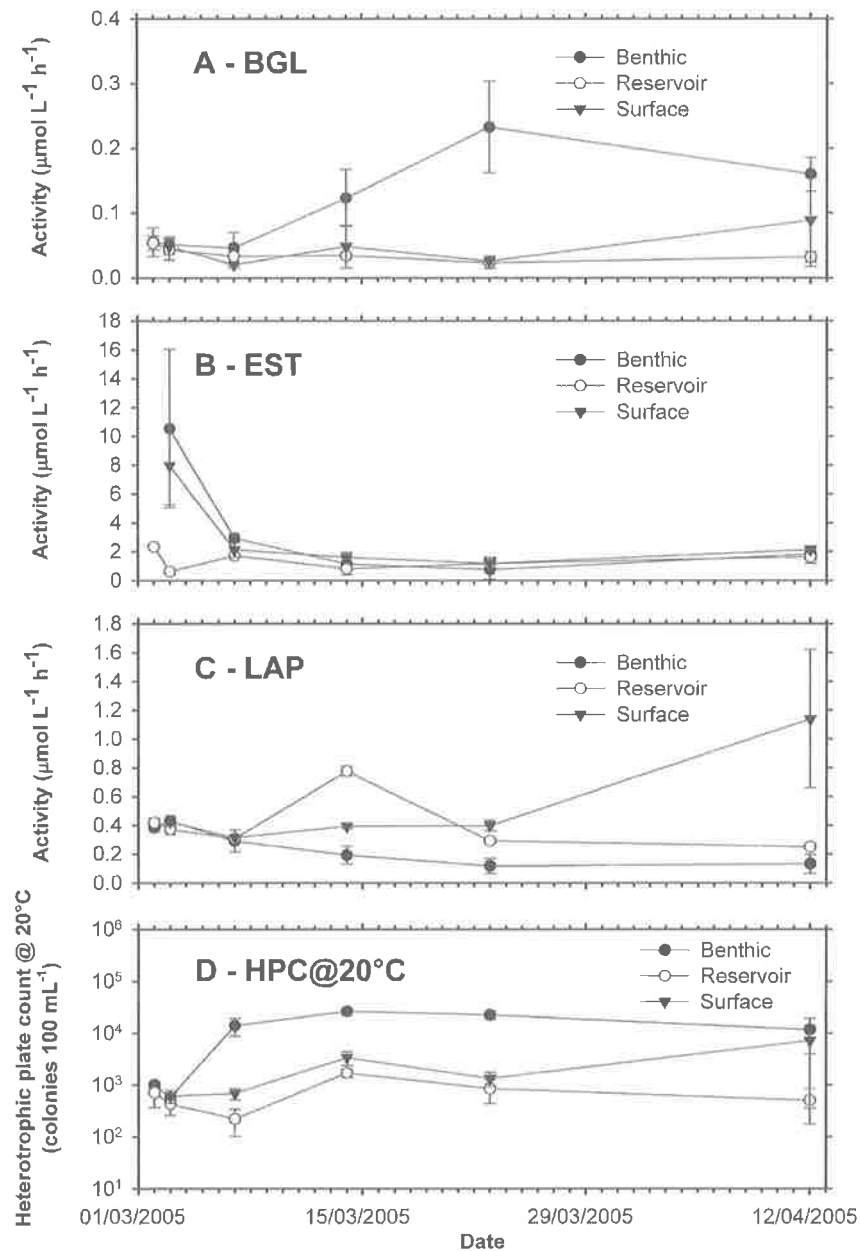 A - BGL
Benthic
Reservoir
Surface
Activity (µmol L⁻¹ h⁻¹)
0.4
0.3
0.2
0.1
0.0
B - EST
Benthic
Reservoir
Surface
Activity (µmol L⁻¹ h⁻¹)
18
16
14
12
10
8
6
4
2
0
C - LAP
Benthic
Reservoir
Surface
Activity (µmol L⁻¹ h⁻¹)
1.8
1.6
1.4
1.2
1.0
0.8
0.6
0.4
0.2
0.0
D - HPC@20°C
Benthic
Reservoir
Surface
Heterotrophic plate count @ 20°C
(colonies 100 mL⁻¹)
10⁶
10⁵
10⁴
10³
10²
10¹
01/03/2005 15/03/2005 29/03/2005 12/04/2005
Date